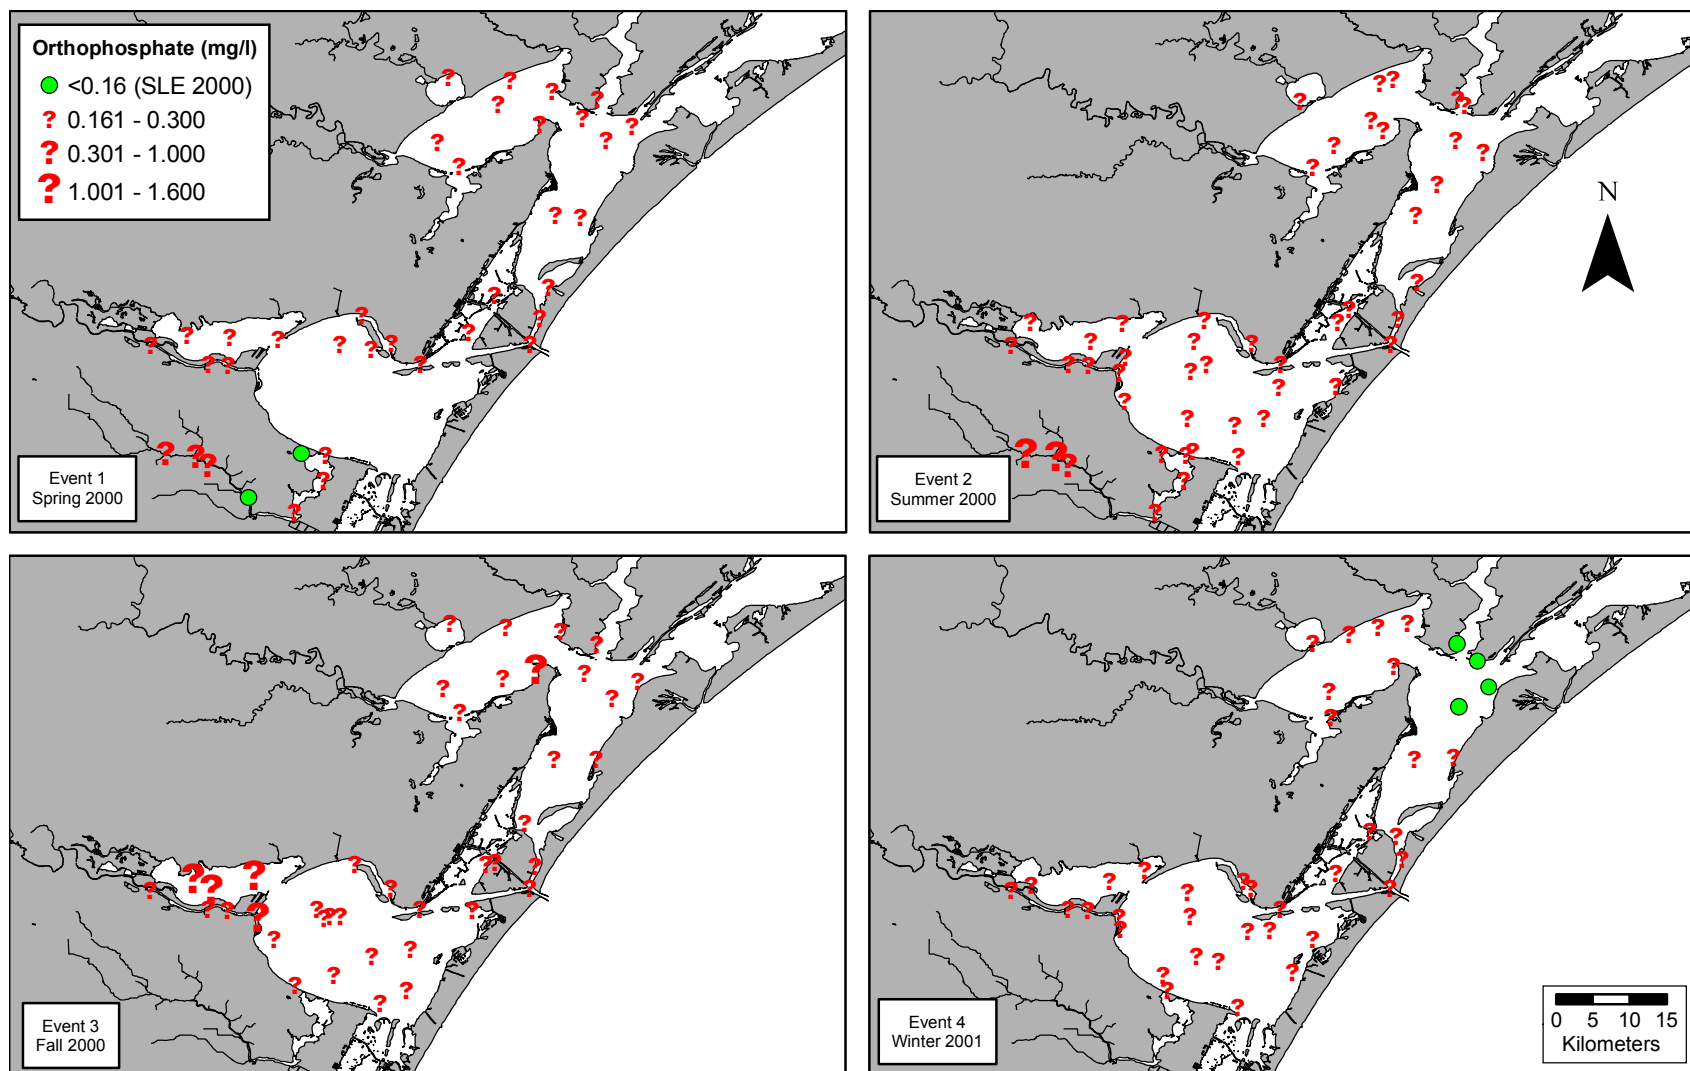 Orthophosphate (mg/l)
<0.16 (SLE 2000)
? 0.161 - 0.300
? 0.301 - 1.000
? 1.001 - 1.600
Event 1
Spring 2000
N
Event 2
Summer 2000
Event 3
Fall 2000
Event 4
Winter 2001
0 5 10 15
Kilometers